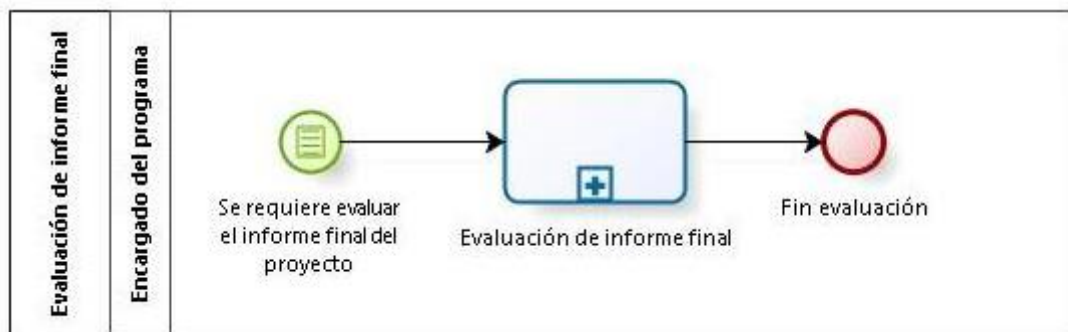 Evaluación de informe final
Encargado del programa
Se requiere evaluar
el informe final del
proyecto
Evaluación de informe final
Fin evaluación